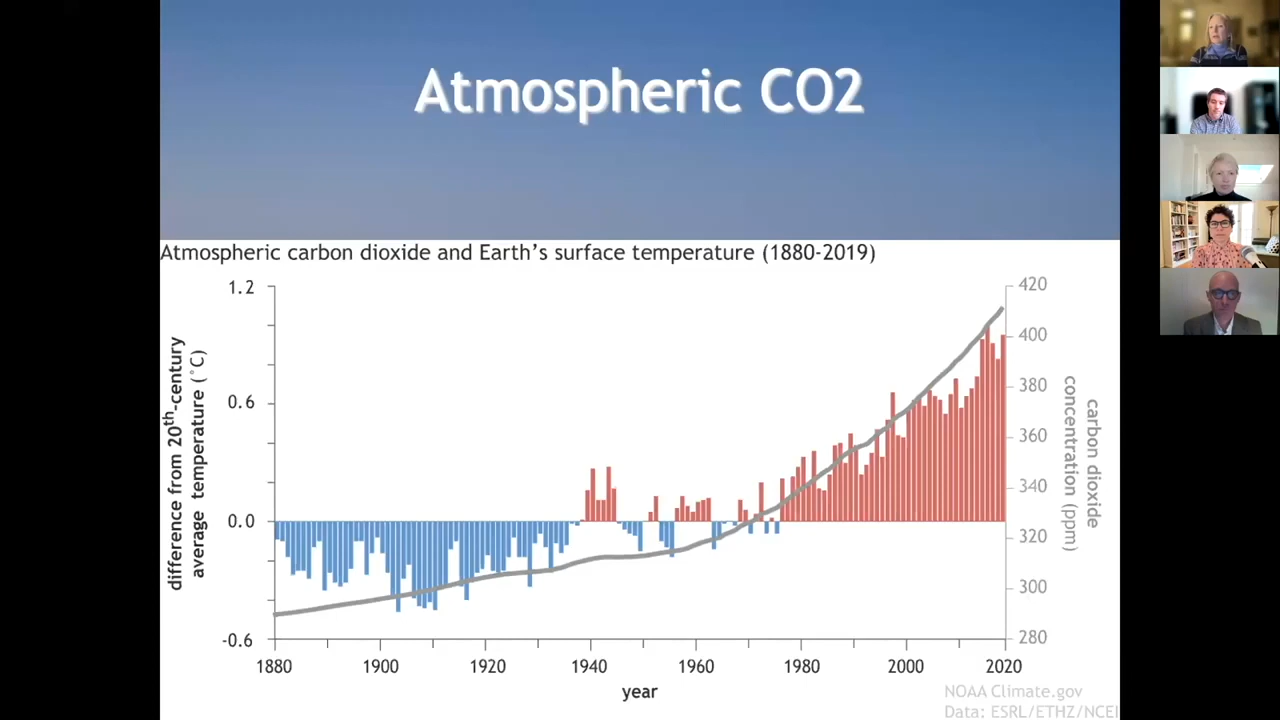 Atmospheric CO2
Atmospheric carbon dioxide and Earth's surface temperature (1880-2019)
difference from 20th-century
average temperature (°C)
1.2
0.6
0.0
-0.6
420
400
380
360
340
320
300
280
carbon dioxide
concentration (ppm)
1880
1900
1920
1940
1960
1980
2000
2020
year
NOAA Climate.gov
Data: ESRL/ETHZ/NCEI